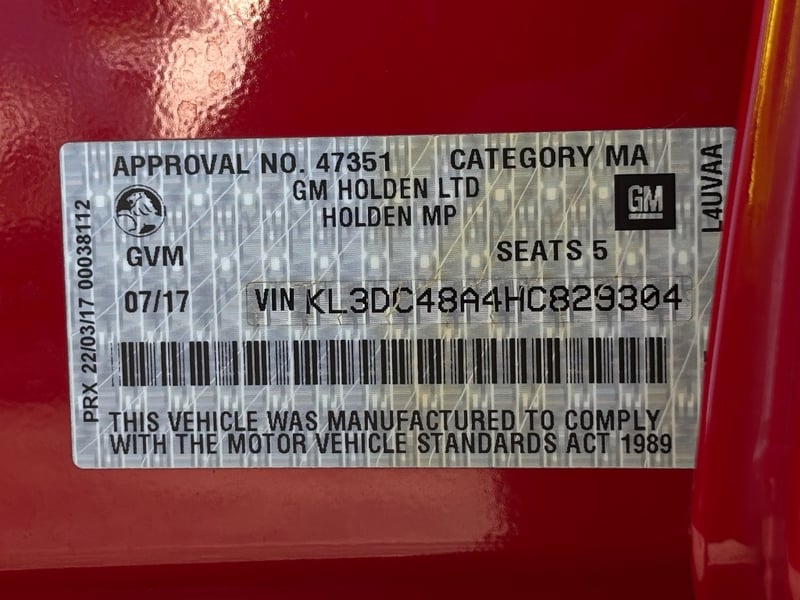 APPROVAL NO. 47351 CATEGORY MA
GM HOLDEN LTD
HOLDEN MP
GM
GVM SEATS 5
07/17 VIN KL3DC48A4HC829304
THIS VEHICLE WAS MANUFACTURED TO COMPLY
WITH THE MOTOR VEHICLE STANDARDS ACT 1989
PRX 22/03/17 00038112
L4UVAA